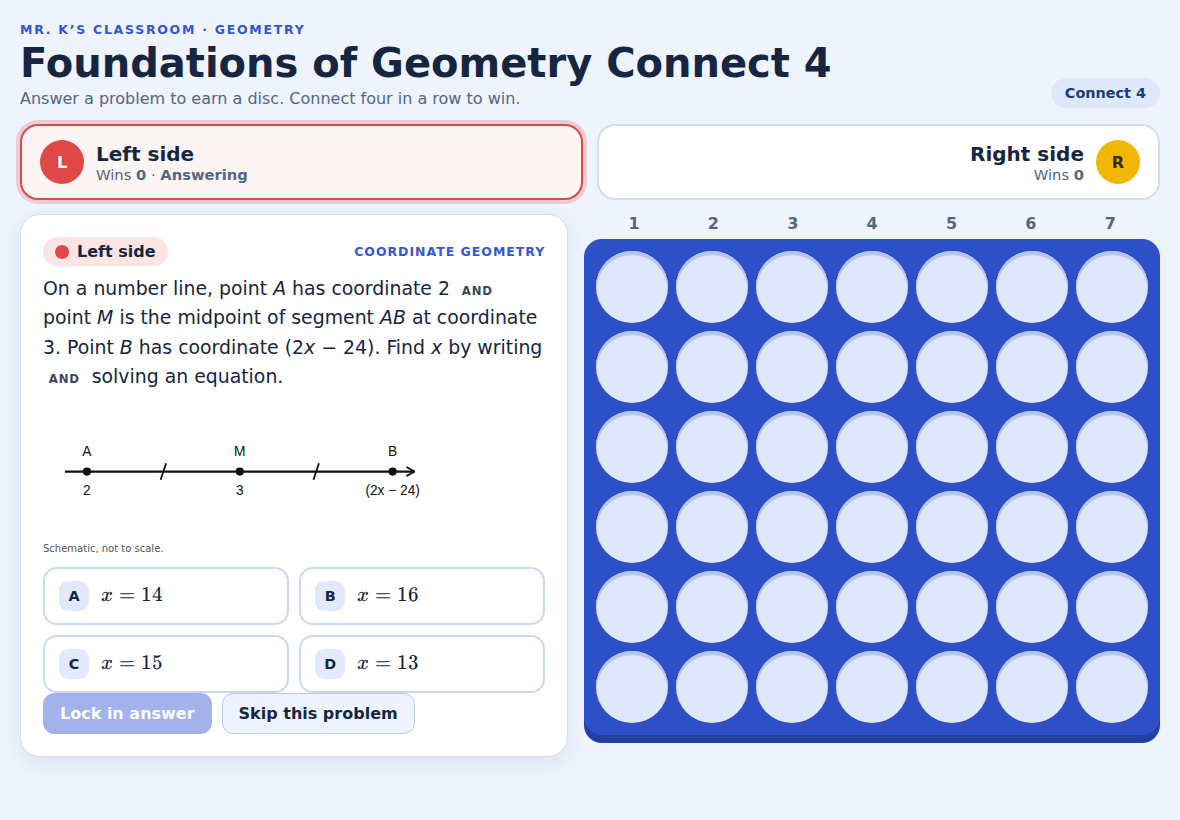 MR. K’S CLASSROOM · GEOMETRY
Foundations of Geometry Connect 4
Answer a problem to earn a disc. Connect four in a row to win.
Connect 4
L
Left side
Wins 0 · Answering
Right side
Wins 0
R
Left side
COORDINATE GEOMETRY
On a number line, point A has coordinate 2 AND
point M is the midpoint of segment AB at coordinate
3. Point B has coordinate (2x − 24). Find x by writing
AND solving an equation.
A M B
2 3 (2x − 24)
Schematic, not to scale.
A x = 14
B x = 16
C x = 15
D x = 13
Lock in answer
Skip this problem
1 2 3 4 5 6 7